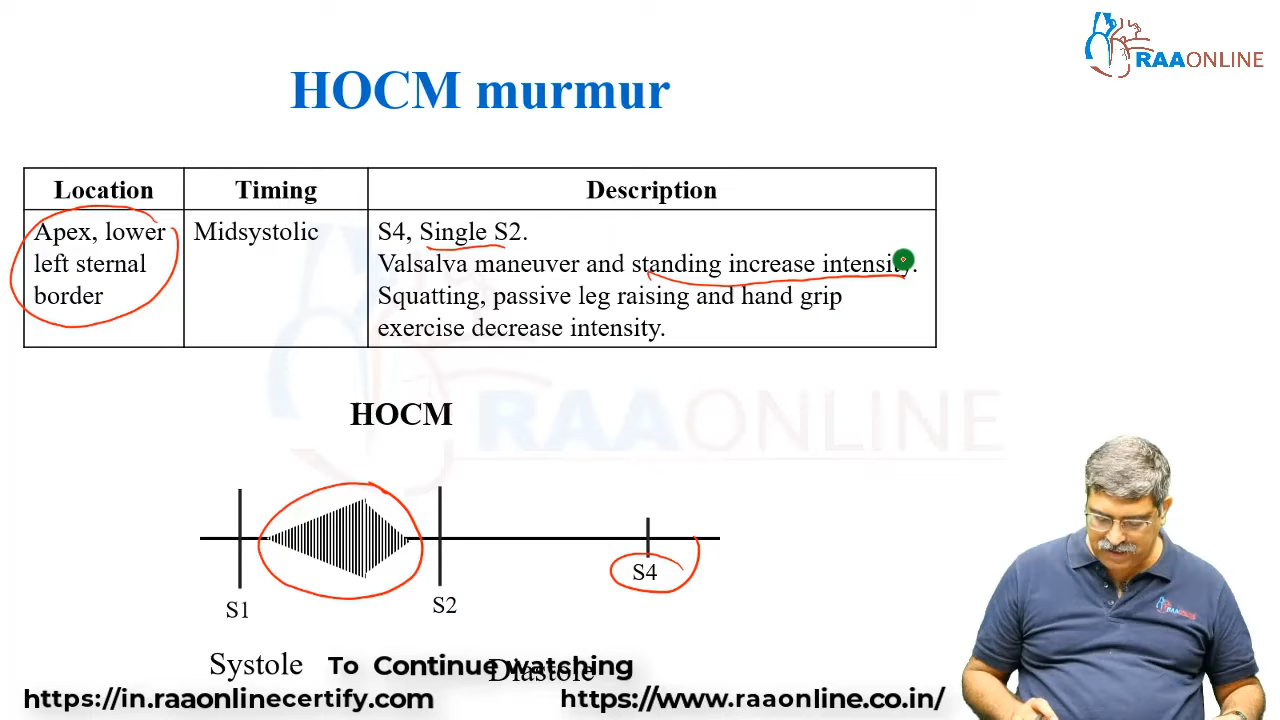 RAAONLINE
HOCM murmur
Location Timing Description
Apex, lower left sternal border
Midsystolic
S4, Single S2.
Valsalva maneuver and standing increase intensity.
Squatting, passive leg raising and hand grip
exercise decrease intensity.
RAAONLINE
HOCM
S1
S2
S4
Systole
Diastole
To Continue watching
https://in.raaonlinecertify.com
https://www.raaonline.co.in/
RAAONLINE